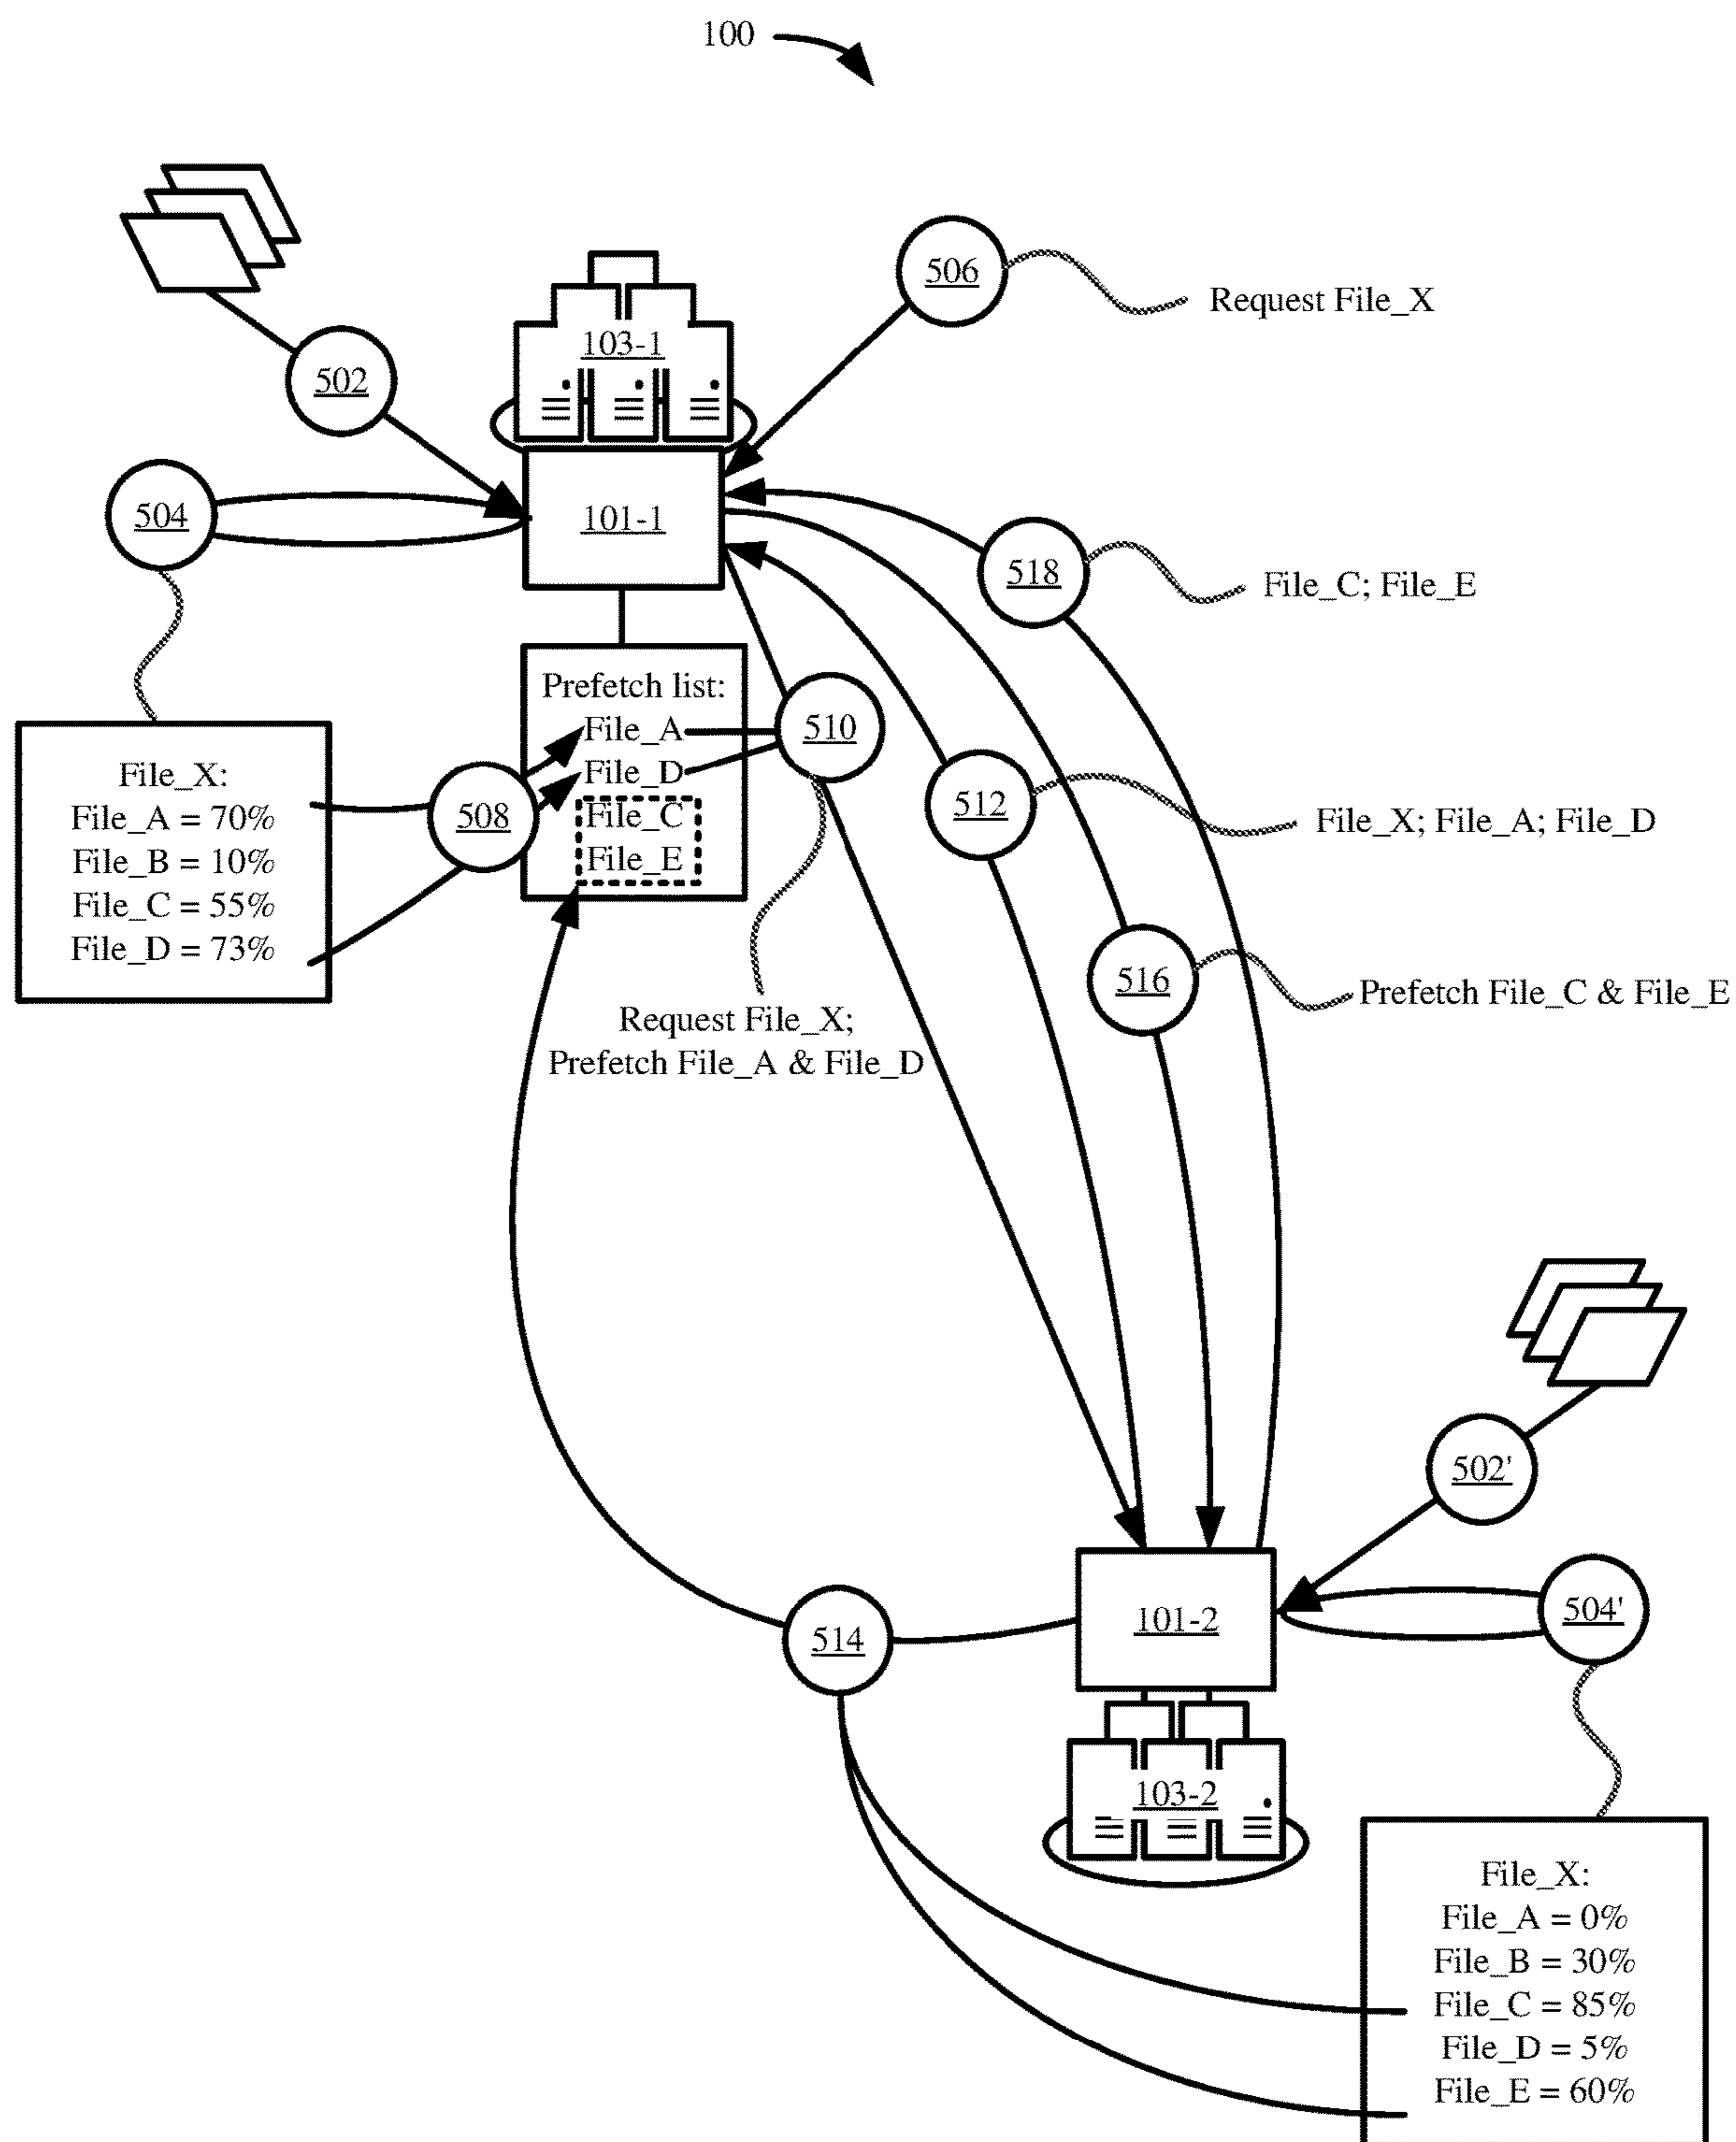 100
506
Request File_X
103-1
502
504
101-1
518
File_C; File_E
Prefetch list:
File_A
File_D
File_C
File_E
510
508
512
File_X; File_A; File_D
File_X:
File_A = 70%
File_B = 10%
File_C = 55%
File_D = 73%
516
Prefetch File_C & File_E
Request File_X;
Prefetch File_A & File_D
502'
504'
101-2
514
103-2
File_X:
File_A = 0%
File_B = 30%
File_C = 85%
File_D = 5%
File_E = 60%